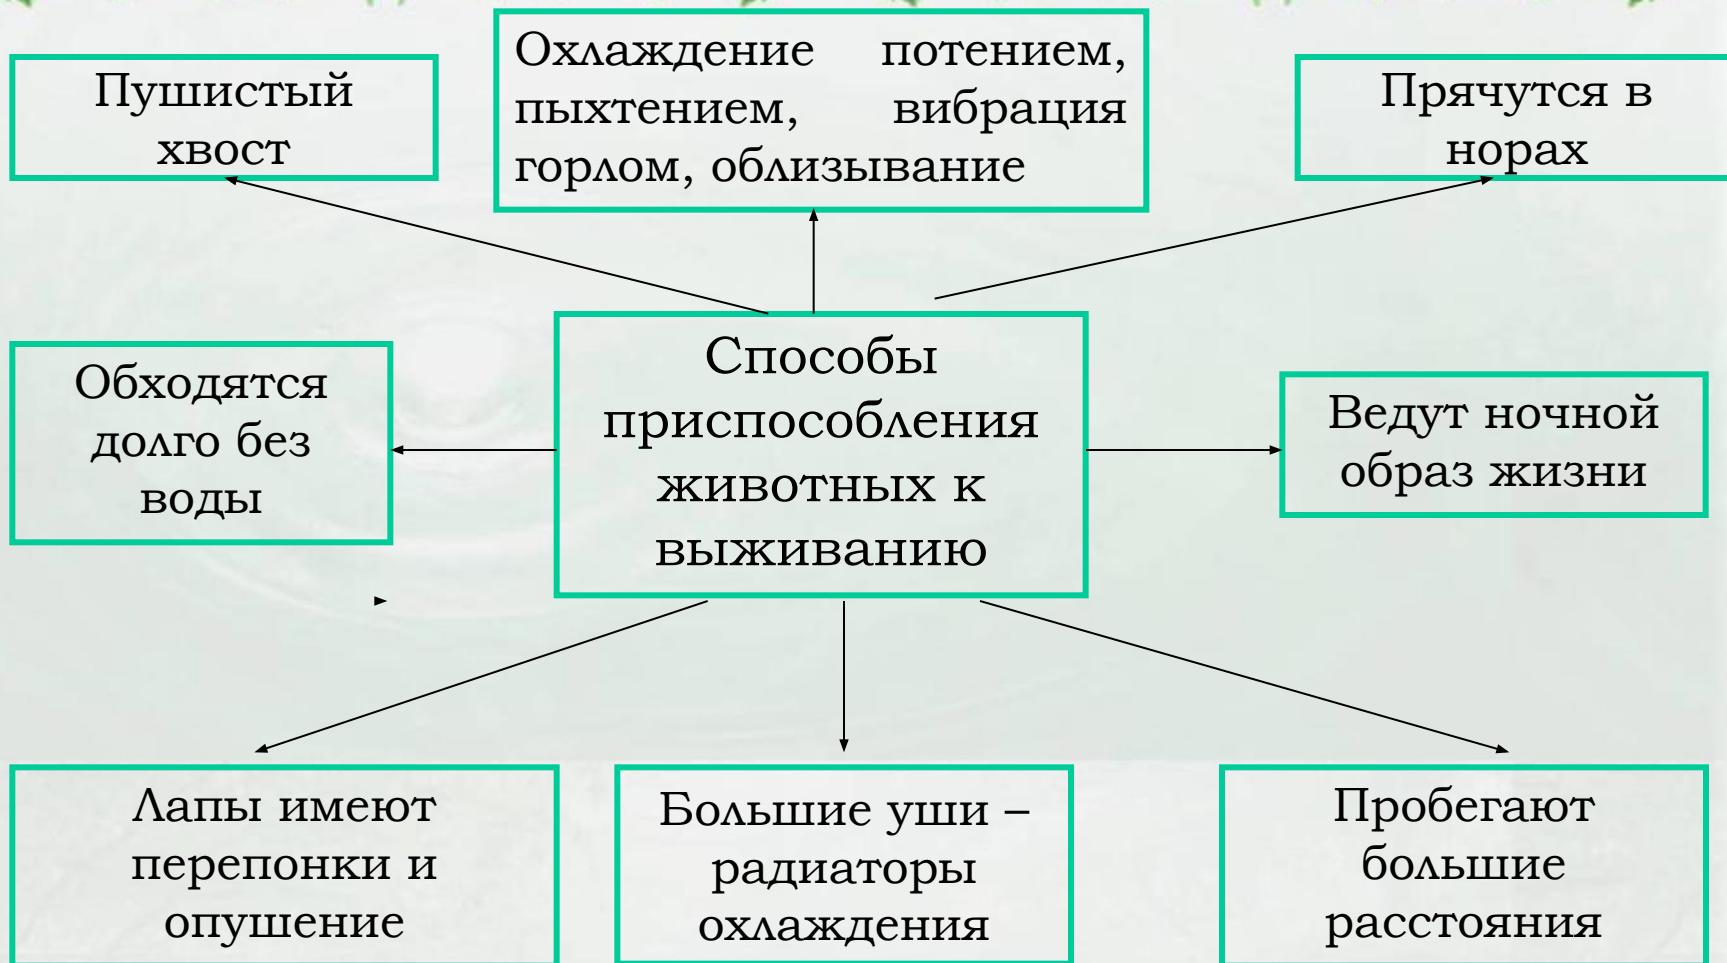 Пушистый
хвост
Охлаждение потением,
пыхтением, вибрация
горлом, облизывание
Прячутся в
норах
Обходятся
долго без
воды
Способы
приспособления
животных к
выживанию
Ведут ночной
образ жизни
Лапы имеют
перепонки и
опушение
Большие уши –
радиаторы
охлаждения
Пробегают
большие
расстояния